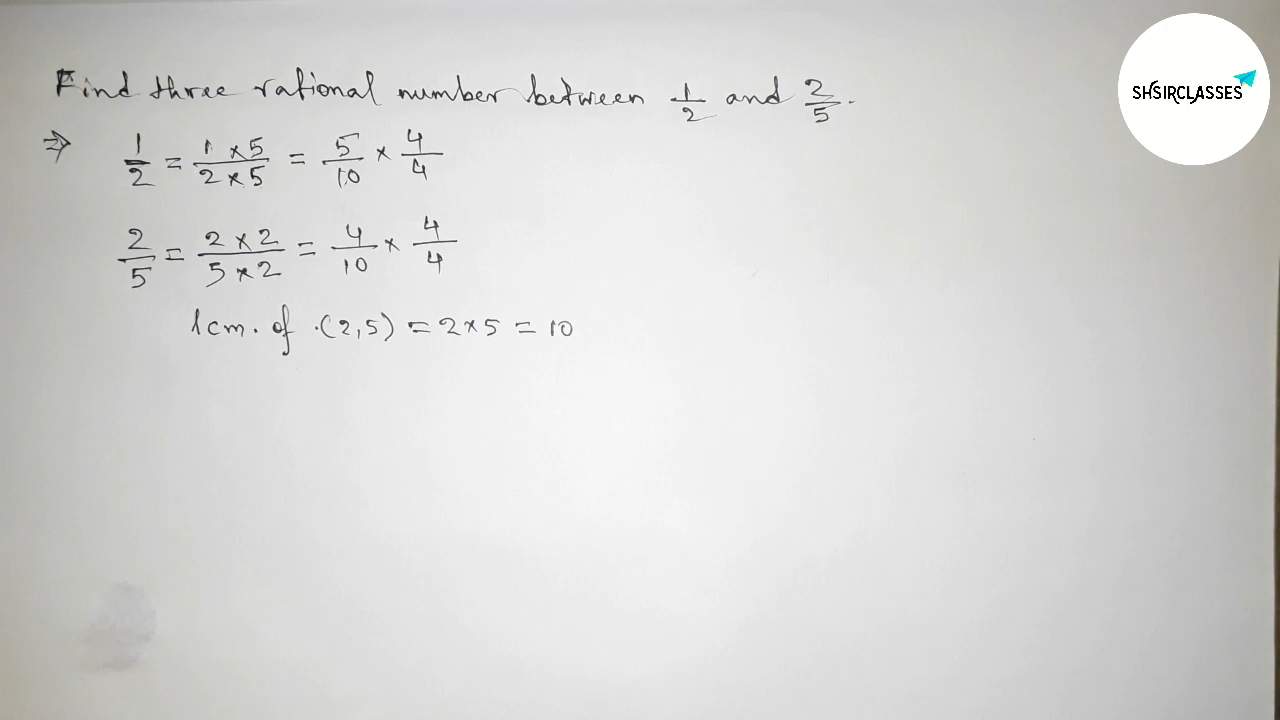 Find three rational number between 1/2 and 2/5.
SHSIRCLASSES
⇒ 1/2 = 1×5/2×5 = 5/10 × 4/4
2/5 = 2×2/5×2 = 4/10 × 4/4
lcm. of (2,5) = 2×5 = 10